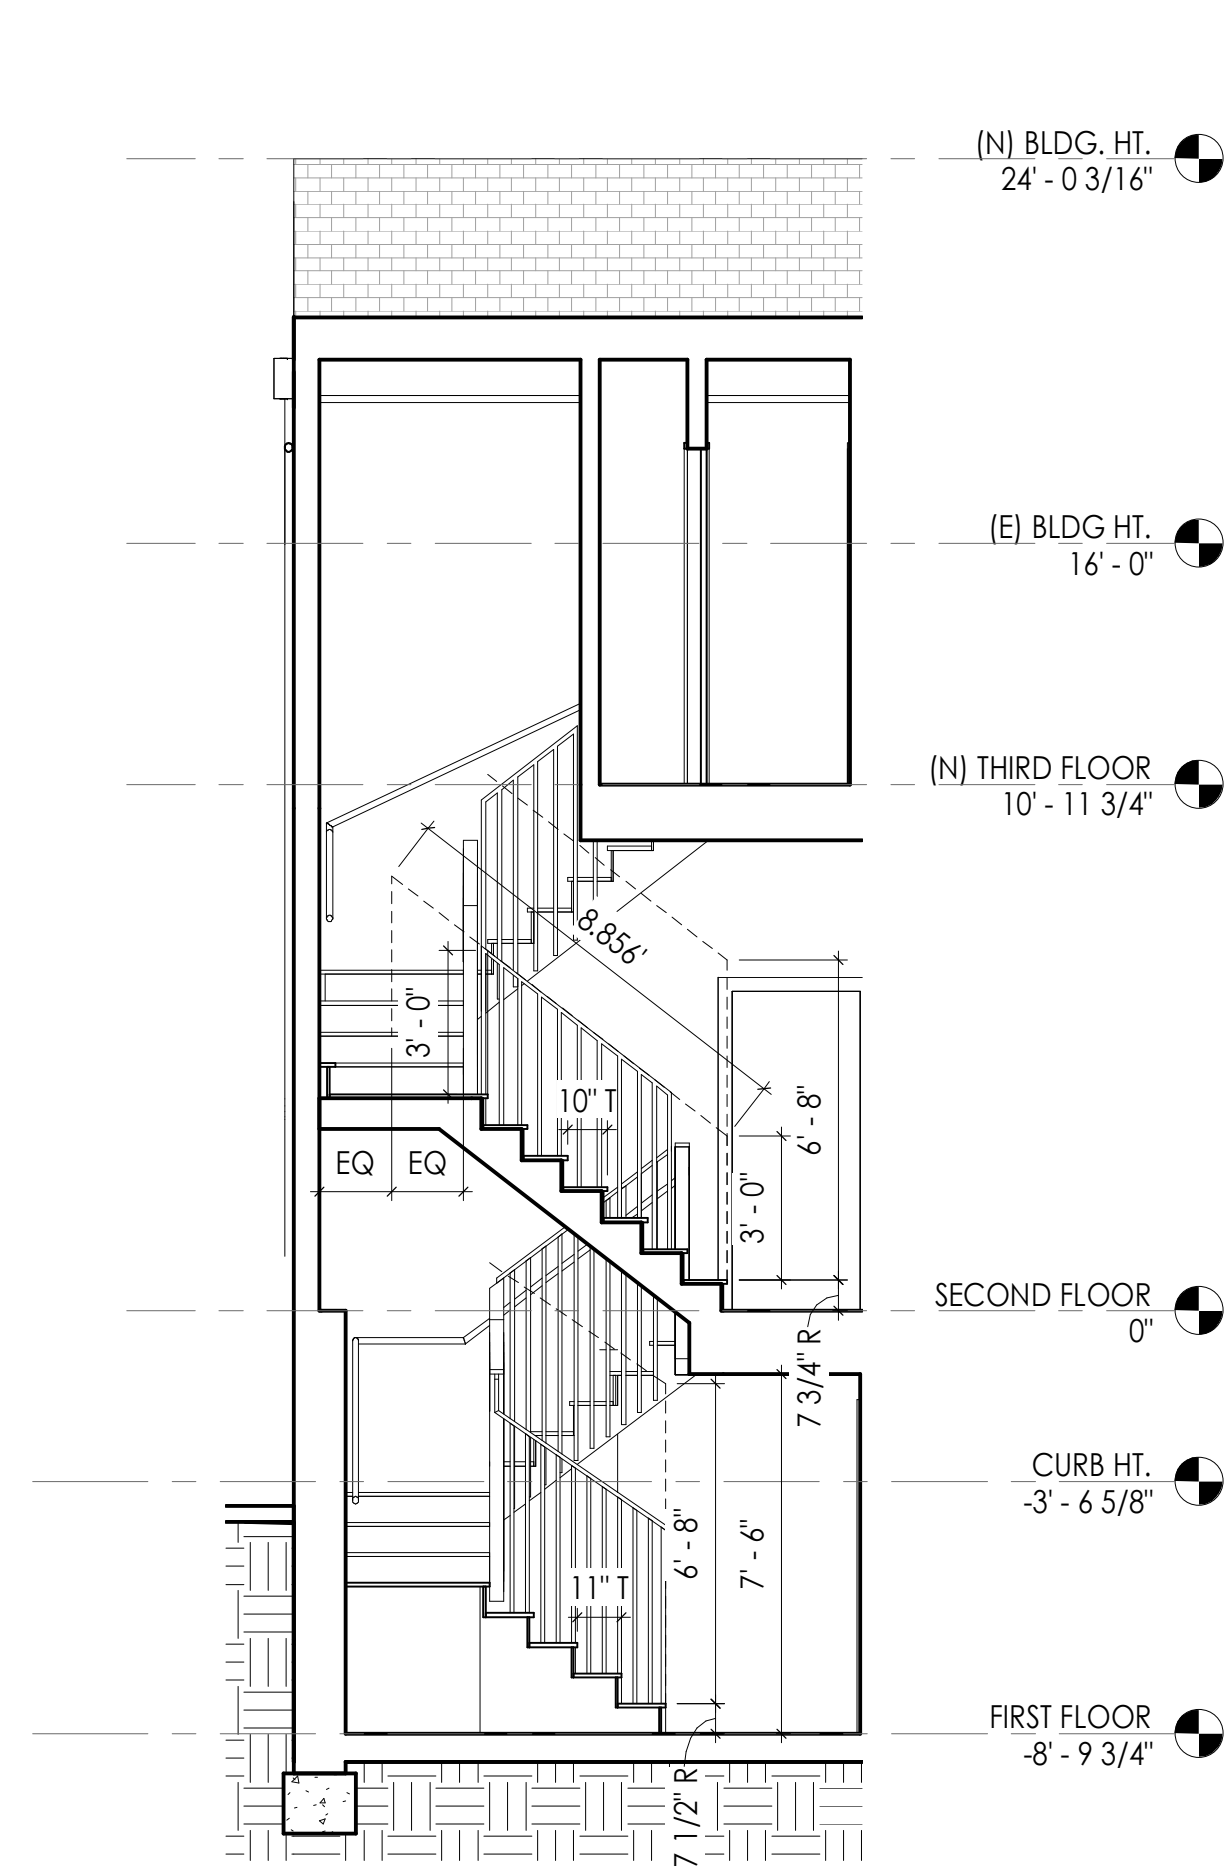 (N) BLDG. HT.
24' - 0 3/16"
(E) BLDG HT.
16' - 0"
(N) THIRD FLOOR
10' - 11 3/4"
8.856'
3' - 0"
10" T
6' - 8"
EQ
EQ
3' - 0"
SECOND FLOOR
0"
7 3/4" R
CURB HT.
-3' - 6 5/8"
6' - 8"
7' - 6"
11" T
FIRST FLOOR
-8' - 9 3/4"
7 1/2" R